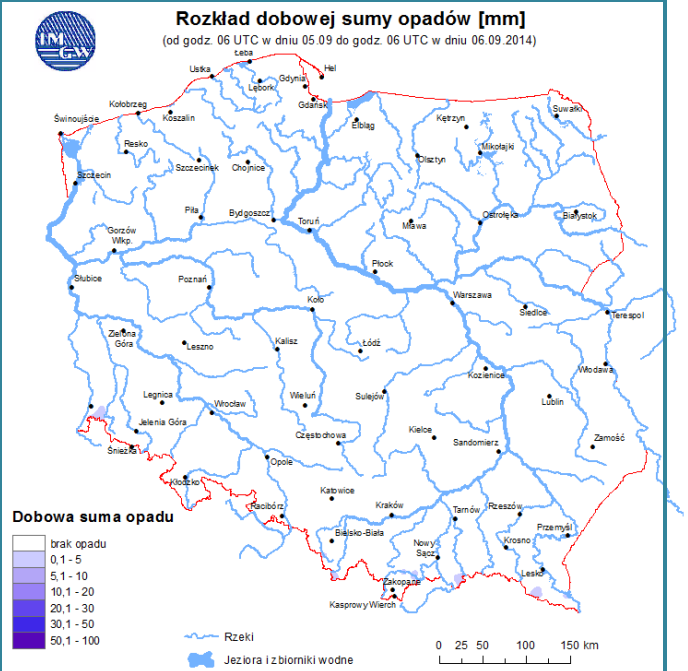 Rozkład dobowej sumy opadów [mm]
(od godz. 06 UTC w dniu 05.09 do godz. 06 UTC w dniu 06.09.2014)
IM
GW
Łeba
Ustka
Hel
Gdynia
Lębork
Gdańsk
Kołobrzeg
Koszalin
Suwałki
Świnoujście
Elbląg
Kętrzyn
Resko
Mikołajki
Szczecinek
Chojnice
Olsztyn
Szczecin
Piła
Bydgoszcz
Toruń
Mława
Ostrołęka
Białystok
Gorzów
Wlkp.
Płock
Słubice
Poznań
Koło
Warszawa
Siedlce
Terespol
Zielona
Góra
Leszno
Kalisz
Łódź
Kozienice
Włodawa
Legnica
Wrocław
Wieluń
Sulejów
Lublin
Jelenia Góra
Częstochowa
Kielce
Sandomierz
Zamość
Śnieżka
Opole
Kłodzko
Katowice
Racibórz
Kraków
Tarnów
Rzeszów
Bielsko-Biała
Przemyśl
Nowy
Sącz
Krosno
Lesko
Zakopane
Kasprowy Wierch
Dobowa suma opadu
brak opadu
0,1 - 5
5,1 - 10
10,1 - 20
20,1 - 30
30,1 - 50
50,1 - 100
Rzeki
Jeziora i zbiorniki wodne
0 25 50 100 150 km